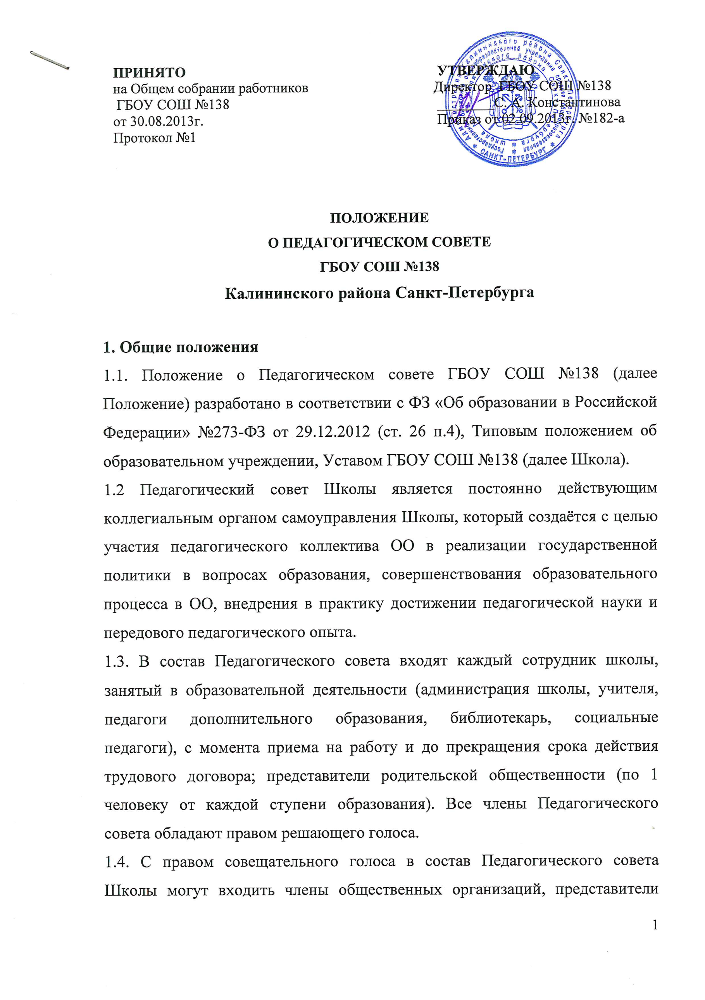 ПРИНЯТО
на Общем собрании работников
ГБОУ СОШ №138
от 30.08.2013г.
Протокол №1
УТВЕРЖДАЮ
Директор ГБОУ СОШ №138
________С. А. Константинова
Приказ от 02.09.2013г. №182-а
Администрация Калининского района Санкт-Петербурга
* САНКТ-ПЕТЕРБУРГ *
ПОЛОЖЕНИЕ
О ПЕДАГОГИЧЕСКОМ СОВЕТЕ
ГБОУ СОШ №138
Калининского района Санкт-Петербурга
1. Общие положения
1.1. Положение о Педагогическом совете ГБОУ СОШ №138 (далее
Положение) разработано в соответствии с ФЗ «Об образовании в Российской
Федерации» №273-ФЗ от 29.12.2012 (ст. 26 п.4), Типовым положением об
образовательном учреждении, Уставом ГБОУ СОШ №138 (далее Школа).
1.2 Педагогический совет Школы является постоянно действующим
коллегиальным органом самоуправления Школы, который создаётся с целью
участия педагогического коллектива ОО в реализации государственной
политики в вопросах образования, совершенствования образовательного
процесса в ОО, внедрения в практику достижении педагогической науки и
передового педагогического опыта.
1.3. В состав Педагогического совета входят каждый сотрудник школы,
занятый в образовательной деятельности (администрация школы, учителя,
педагоги дополнительного образования, библиотекарь, социальные
педагоги), с момента приема на работу и до прекращения срока действия
трудового договора; представители родительской общественности (по 1
человеку от каждой ступени образования). Все члены Педагогического
совета обладают правом решающего голоса.
1.4. С правом совещательного голоса в состав Педагогического совета
Школы могут входить члены общественных организаций, представители
1